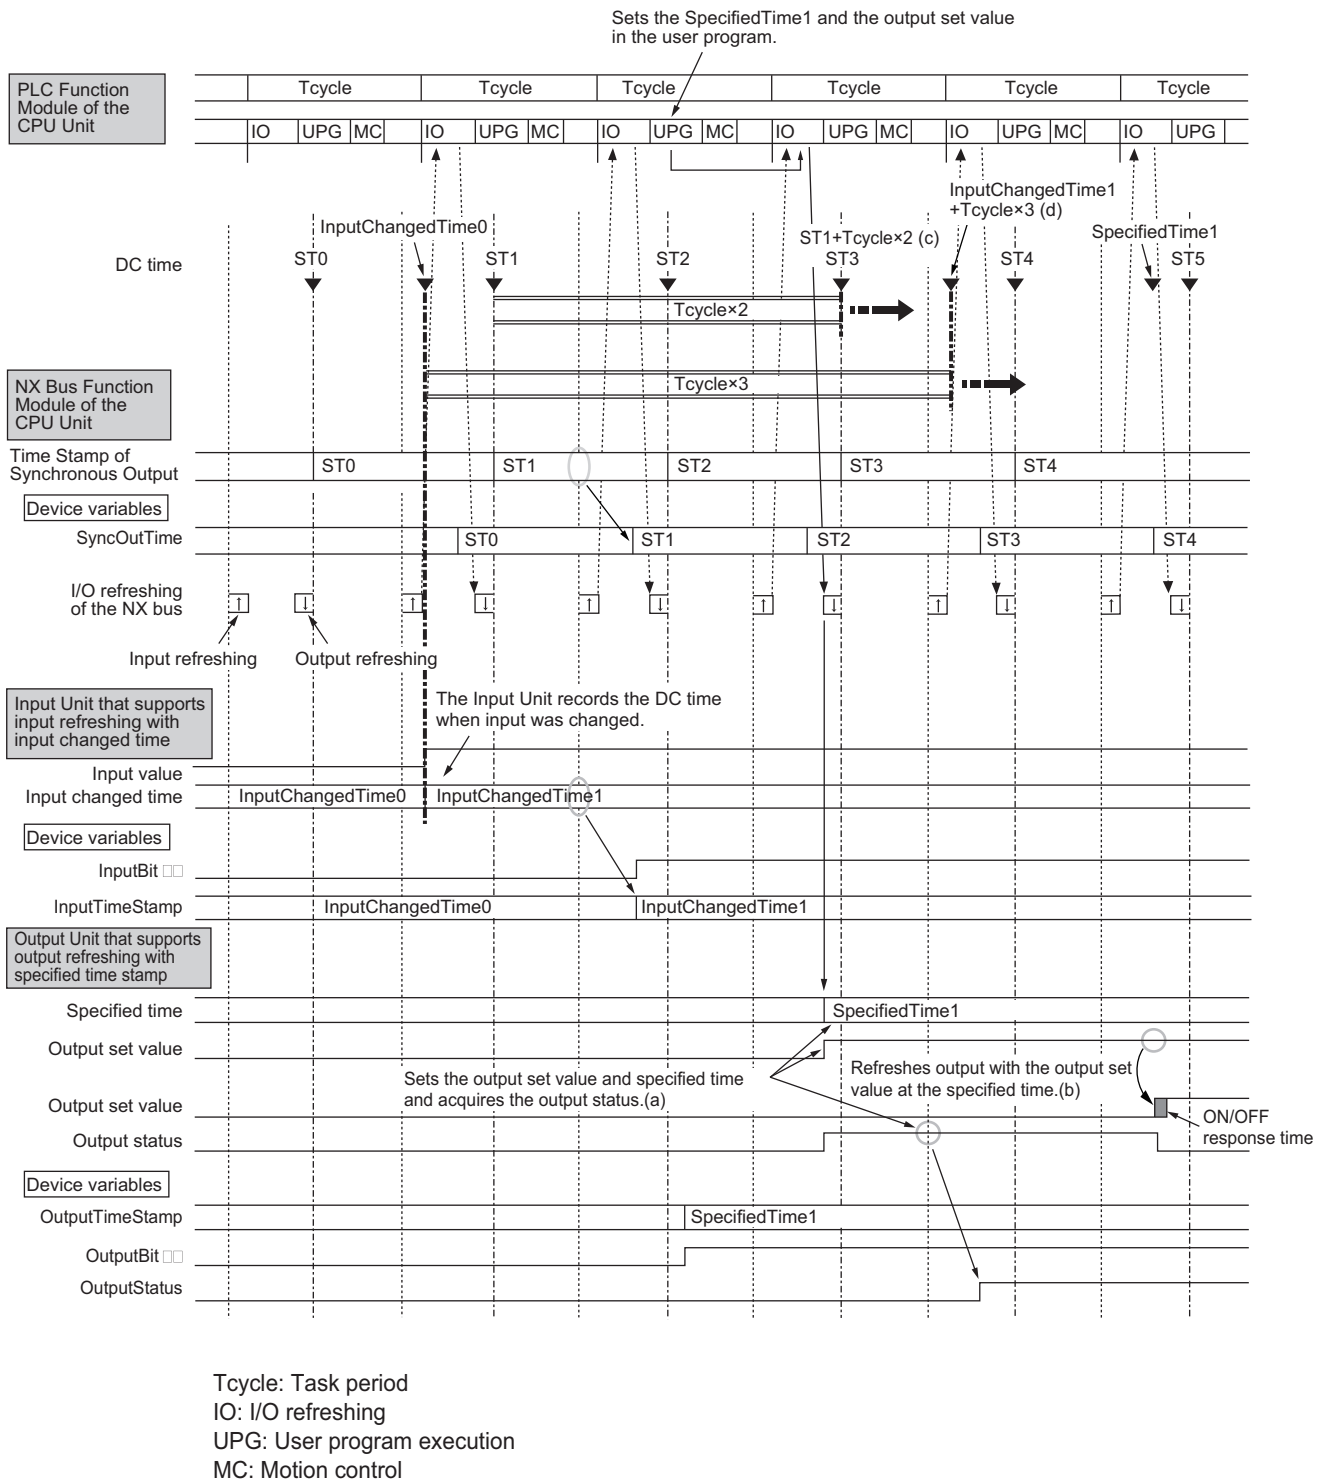 Sets the SpecifiedTime1 and the output set value
in the user program.
PLC Function
Module of the
CPU Unit
Tcycle Tcycle Tcycle Tcycle Tcycle Tcycle
IO UPG MC IO UPG MC IO UPG MC IO UPG MC IO UPG MC IO UPG
InputChangedTime1
+Tcycle×3 (d)
InputChangedTime0
ST1+Tcycle×2 (c)
SpecifiedTime1
DC time
ST0 ST1 ST2 ST3 ST4 ST5
Tcycle×2
NX Bus Function
Module of the
CPU Unit
Tcycle×3
Time Stamp of
Synchronous Output
ST0 ST1 ST2 ST3 ST4
Device variables
SyncOutTime
ST0 ST1 ST2 ST3 ST4
I/O refreshing
of the NX bus
↑ ↓ ↑ ↓ ↑ ↓ ↑ ↓ ↑ ↓ ↑ ↓
Input refreshing Output refreshing
Input Unit that supports
input refreshing with
input changed time
The Input Unit records the DC time
when input was changed.
Input value
Input changed time
InputChangedTime0 InputChangedTime1
Device variables
InputBit □□
InputTimeStamp
InputChangedTime0 InputChangedTime1
Output Unit that supports
output refreshing with
specified time stamp
Specified time
SpecifiedTime1
Output set value
Sets the output set value and specified time
and acquires the output status.(a)
Refreshes output with the output set
value at the specified time.(b)
Output set value
ON/OFF
response time
Output status
Device variables
OutputTimeStamp
SpecifiedTime1
OutputBit □□
OutputStatus
Tcycle: Task period
IO: I/O refreshing
UPG: User program execution
MC: Motion control